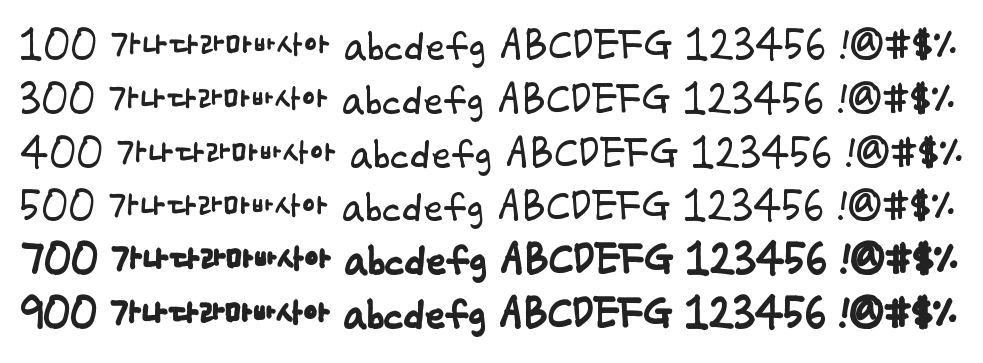 100 가나다라마바사아 abcdefg ABCDEFG 123456 !@#$%
300 가나다라마바사아 abcdefg ABCDEFG 123456 !@#$%
400 가나다라마바사아 abcdefg ABCDEFG 123456 !@#$%
500 가나다라마바사아 abcdefg ABCDEFG 123456 !@#$%
700 가나다라마바사아 abcdefg ABCDEFG 123456 !@#$%
900 가나다라마바사아 abcdefg ABCDEFG 123456 !@#$%